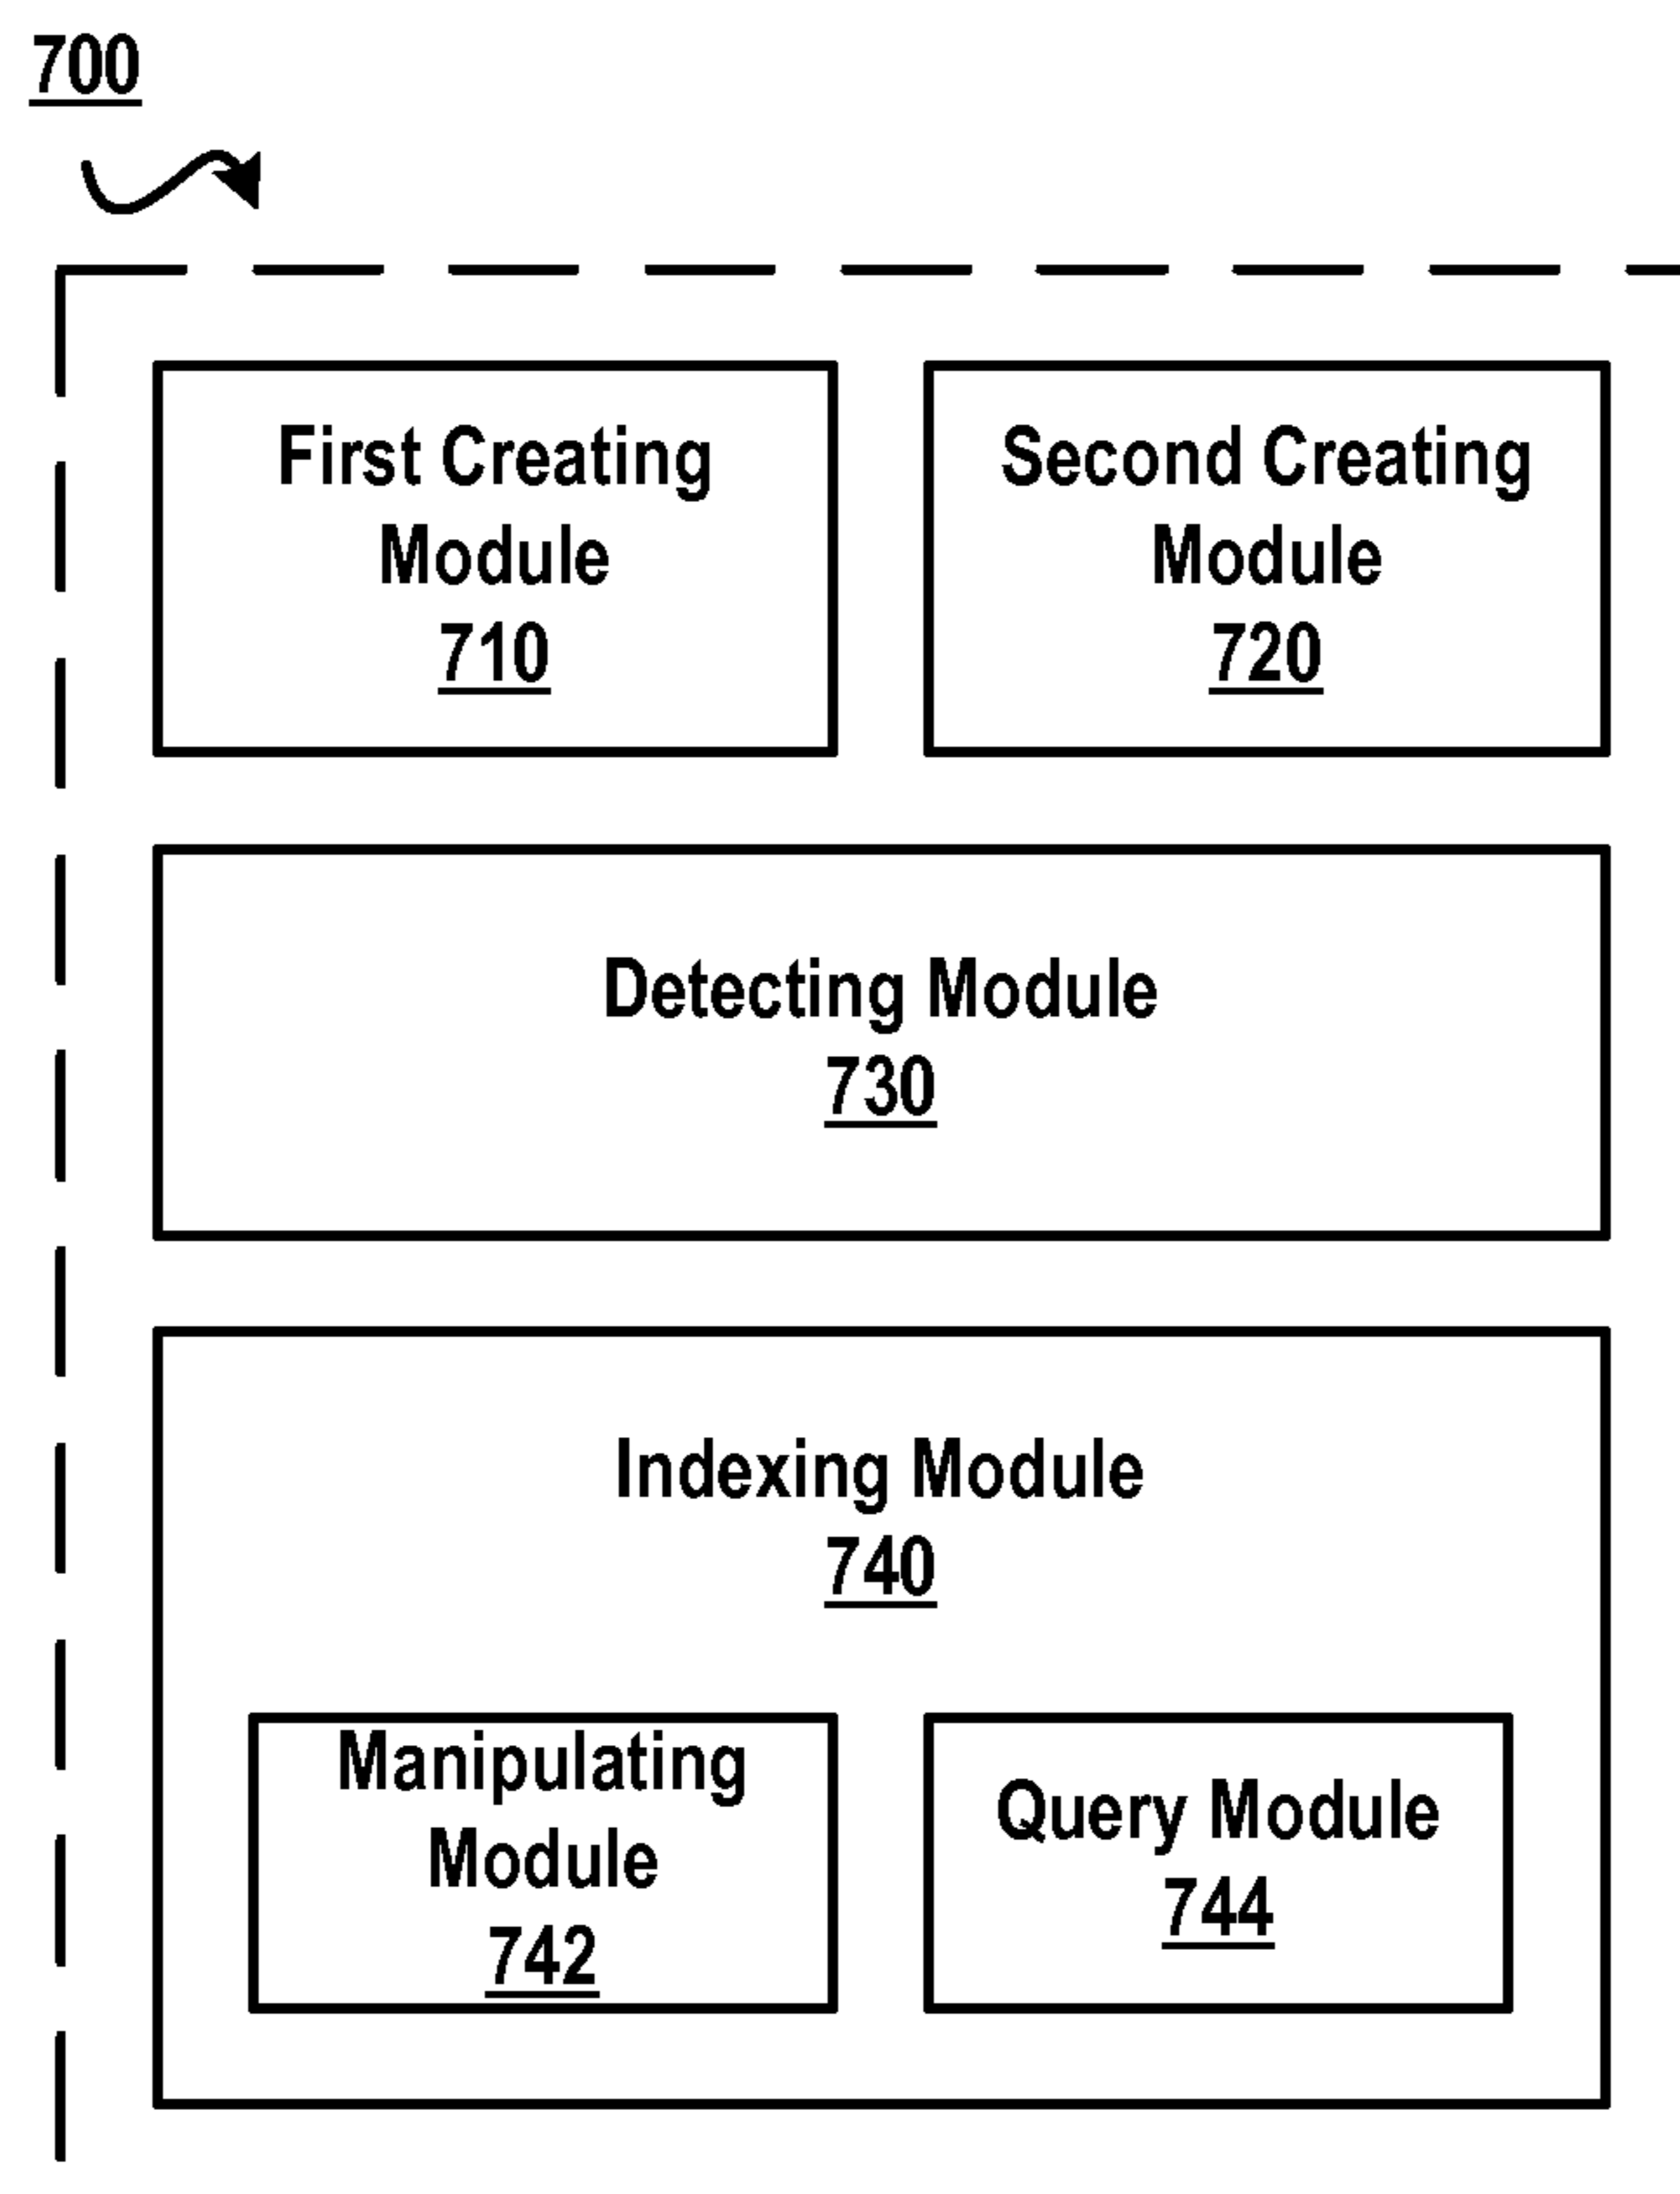 700
First Creating
Module
710
Second Creating
Module
720
Detecting Module
730
Indexing Module
740
Manipulating
Module
742
Query Module
744